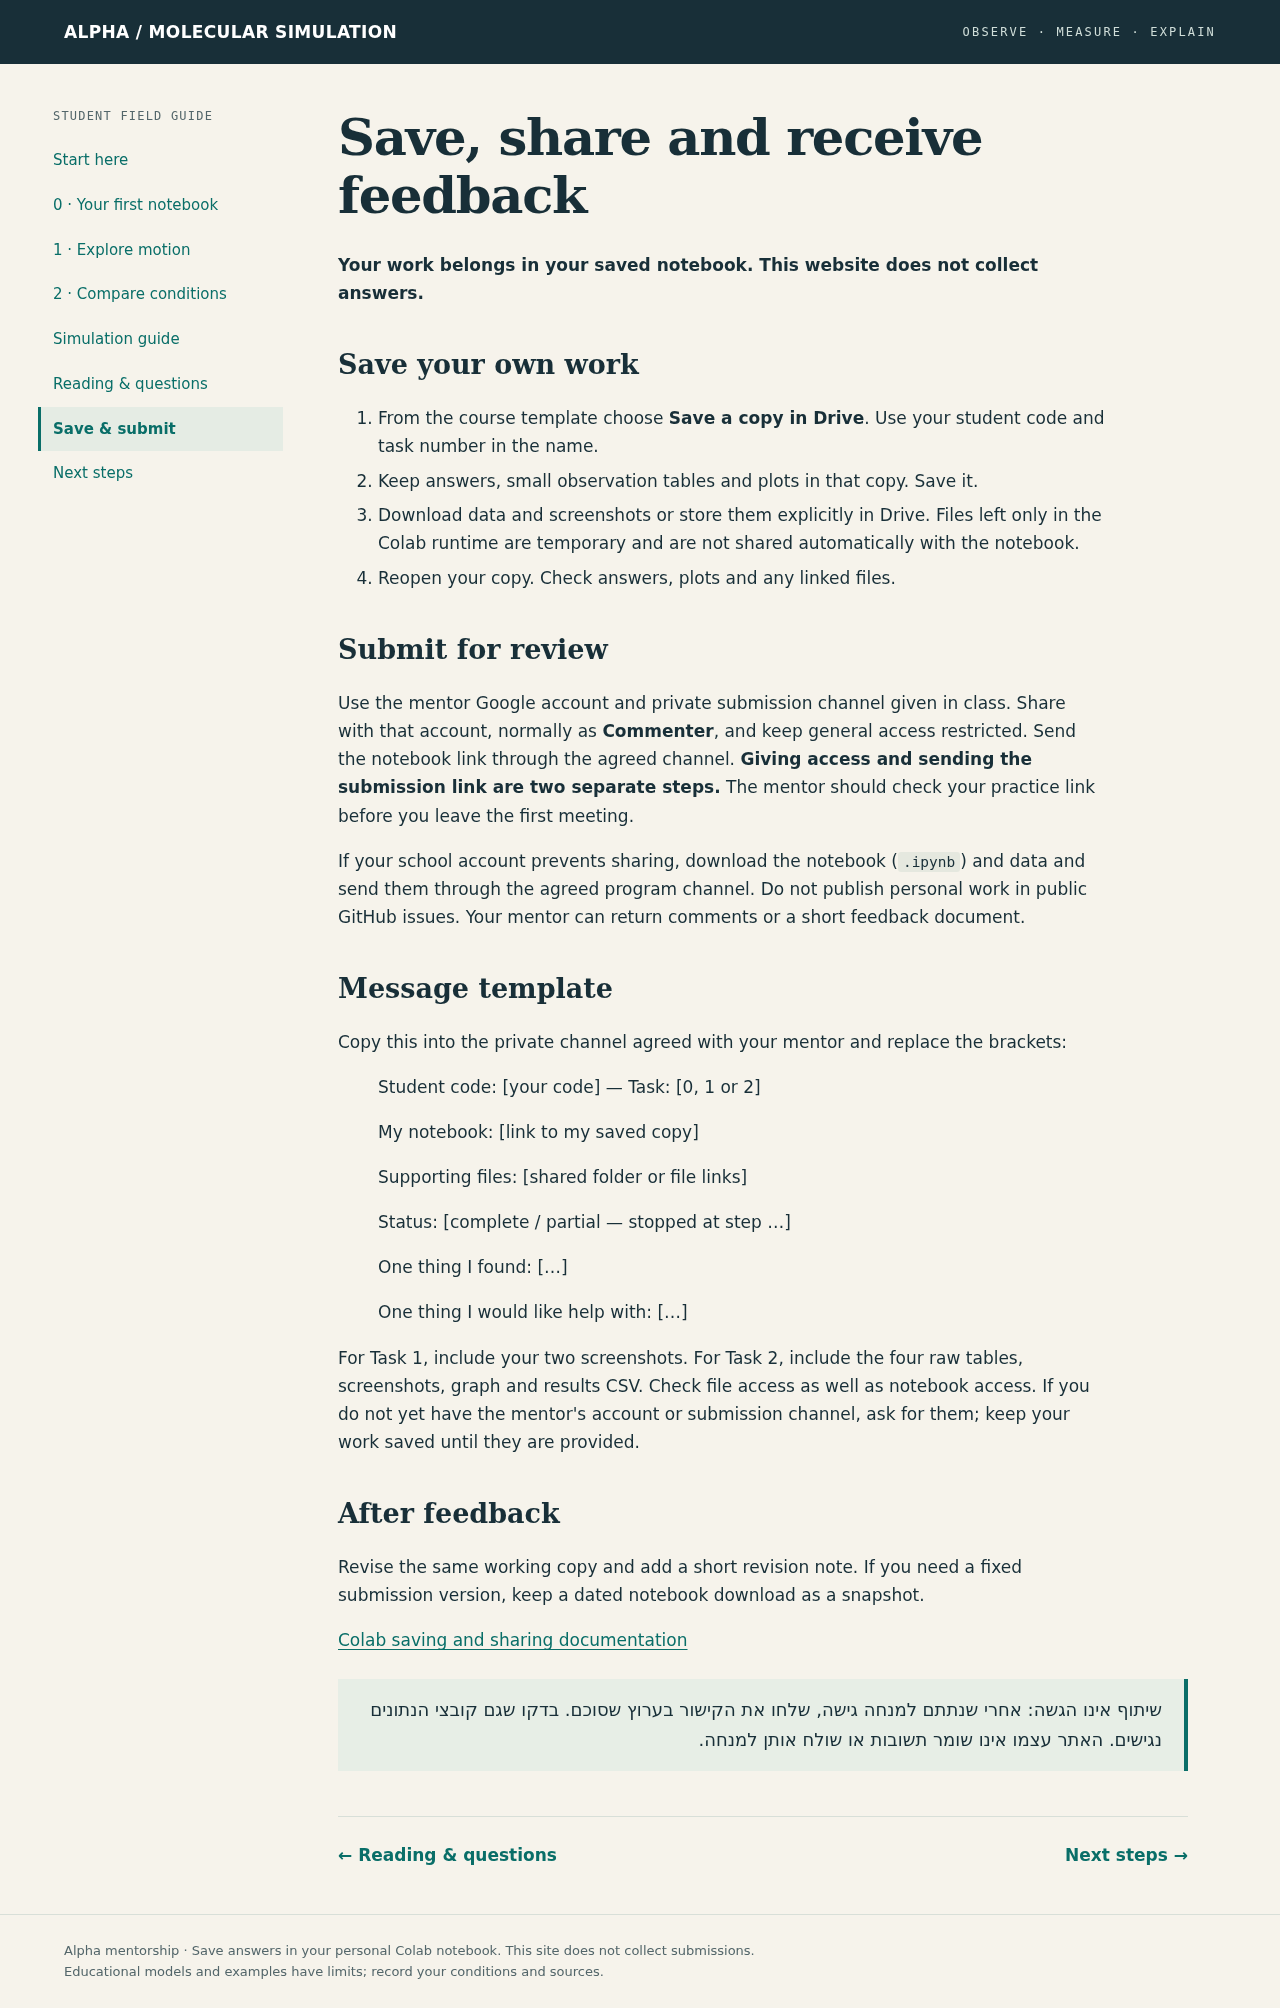 ALPHA / MOLECULAR SIMULATION
OBSERVE · MEASURE · EXPLAIN
STUDENT FIELD GUIDE
Start here
0 · Your first notebook
1 · Explore motion
2 · Compare conditions
Simulation guide
Reading & questions
Save & submit
Next steps
Save, share and receive
feedback
Your work belongs in your saved notebook. This website does not collect
answers.
Save your own work
1. From the course template choose Save a copy in Drive. Use your student code and
task number in the name.
2. Keep answers, small observation tables and plots in that copy. Save it.
3. Download data and screenshots or store them explicitly in Drive. Files left only in the
Colab runtime are temporary and are not shared automatically with the notebook.
4. Reopen your copy. Check answers, plots and any linked files.
Submit for review
Use the mentor Google account and private submission channel given in class. Share
with that account, normally as Commenter, and keep general access restricted. Send
the notebook link through the agreed channel. Giving access and sending the
submission link are two separate steps. The mentor should check your practice link
before you leave the first meeting.
If your school account prevents sharing, download the notebook (.ipynb) and data and
send them through the agreed program channel. Do not publish personal work in public
GitHub issues. Your mentor can return comments or a short feedback document.
Message template
Copy this into the private channel agreed with your mentor and replace the brackets:
Student code: [your code] — Task: [0, 1 or 2]
My notebook: [link to my saved copy]
Supporting files: [shared folder or file links]
Status: [complete / partial — stopped at step …]
One thing I found: […]
One thing I would like help with: […]
For Task 1, include your two screenshots. For Task 2, include the four raw tables,
screenshots, graph and results CSV. Check file access as well as notebook access. If you
do not yet have the mentor's account or submission channel, ask for them; keep your
work saved until they are provided.
After feedback
Revise the same working copy and add a short revision note. If you need a fixed
submission version, keep a dated notebook download as a snapshot.
Colab saving and sharing documentation
שיתוף אינו הגשה: אחרי שנתתם למנחה גישה, שלחו את הקישור בערוץ שסוכם. בדקו שגם קובצי הנתונים
נגישים. האתר עצמו אינו שומר תשובות או שולח אותן למנחה.
← Reading & questions
Next steps →
Alpha mentorship · Save answers in your personal Colab notebook. This site does not collect submissions.
Educational models and examples have limits; record your conditions and sources.